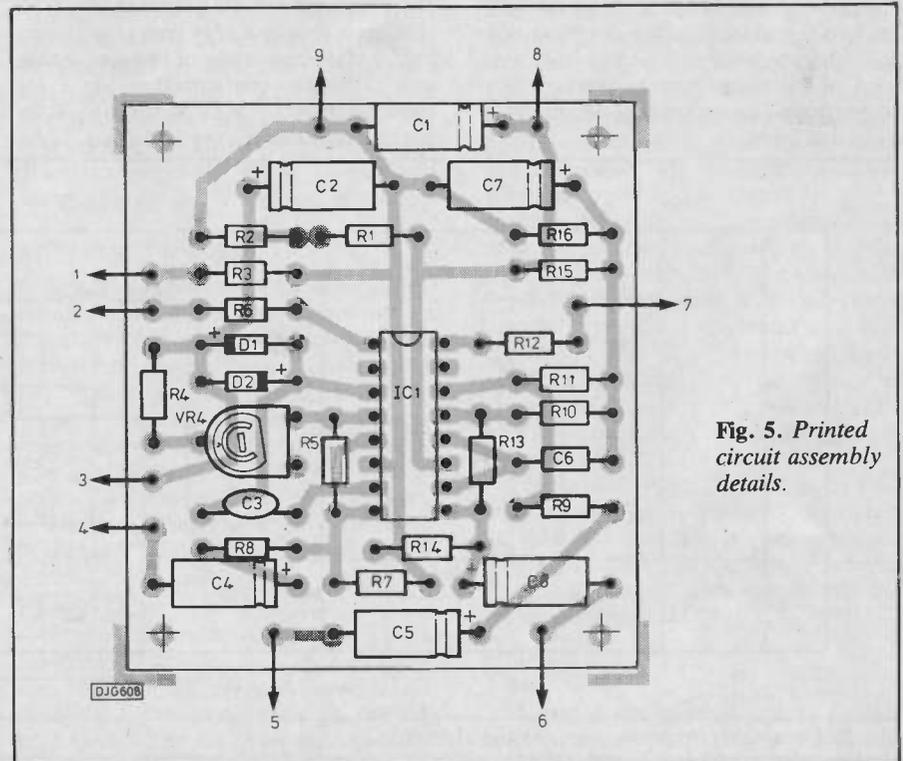 9
8
C1
+
+
C2
C7
+
R2
R1
R16
1
R3
R15
2
R6
7
+
D1
R12
D2
+
IC1
R11
R4
VR4
R10
R5
R13
C6
3
C3
R9
4
R8
R14
C4
+
R7
C8
C5
+
DJG608
5
6
Fig. 5. Printed
circuit assembly
details.